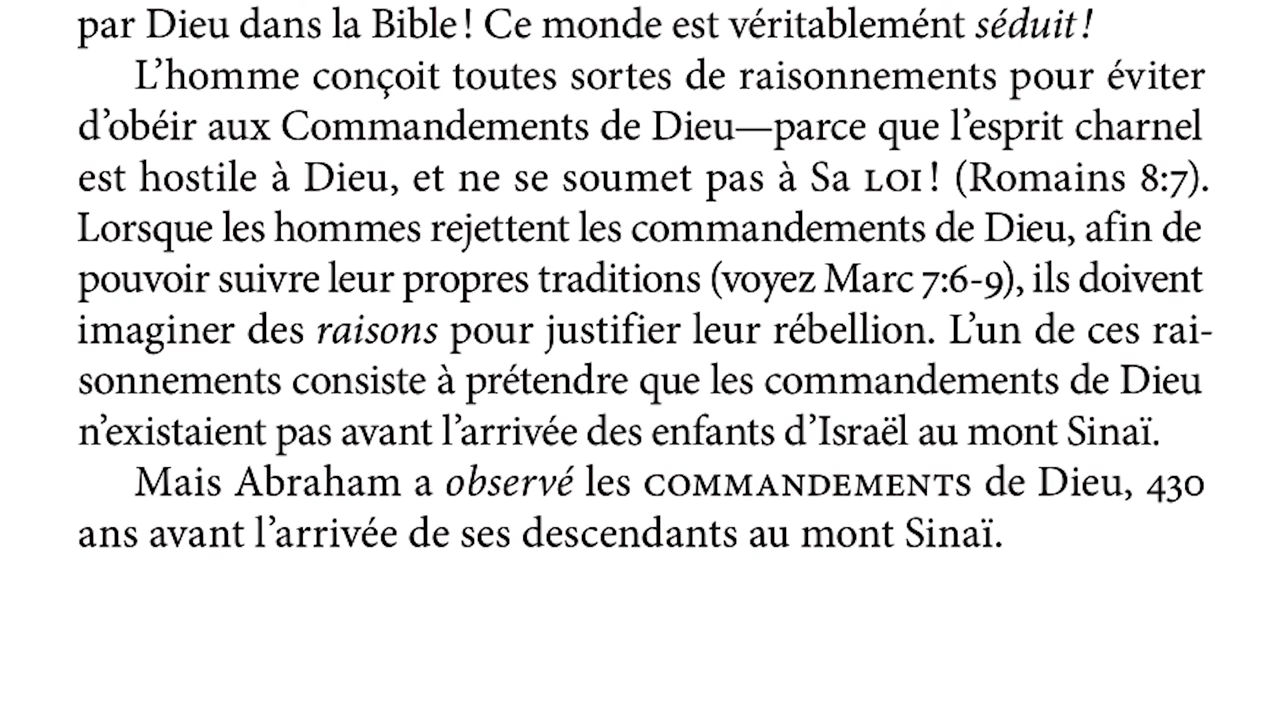 par Dieu dans la Bible ! Ce monde est véritablemént séduit !
L’homme conçoit toutes sortes de raisonnements pour éviter
d’obéir aux Commandements de Dieu—parce que l’esprit charnel
est hostile à Dieu, et ne se soumet pas à Sa LOI ! (Romains 8:7).
Lorsque les hommes rejettent les commandements de Dieu, afin de
pouvoir suivre leur propres traditions (voyez Marc 7:6-9), ils doivent
imaginer des raisons pour justifier leur rébellion. L’un de ces rai-
sonnements consiste à prétendre que les commandements de Dieu
n’existaient pas avant l’arrivée des enfants d’Israël au mont Sinaï.
Mais Abraham a observé les COMMANDEMENTS de Dieu, 430
ans avant l’arrivée de ses descendants au mont Sinaï.